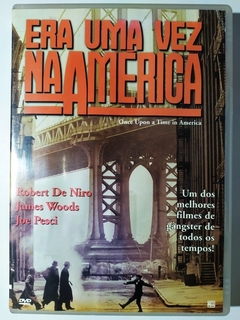 ERA UMA VEZ
NA AMERICA
Once Upon a Time in America
Robert De Niro
James Woods
Joe Pesci
Um dos
melhores
filmes de
gangster de
todos os
tempos!
DVD